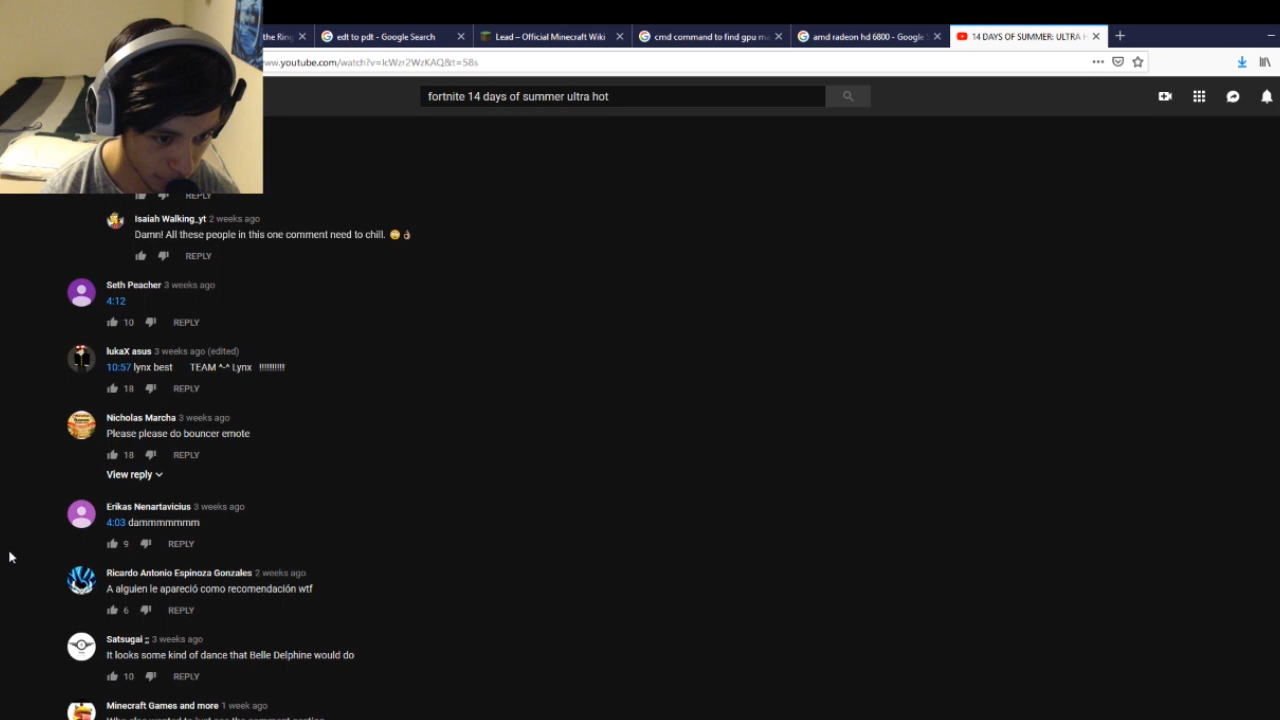 the Ring
edt to pdt - Google Search
Lead – Official Minecraft Wiki
cmd command to find gpu m
amd radeon hd 6800 - Google S
14 DAYS OF SUMMER: ULTRA H
ww.youtube.com/watch?v=lcWzr2WzKAQ&t=58s
fortnite 14 days of summer ultra hot
REPLY
Isaiah Walking_yt 2 weeks ago
Damn! All these people in this one comment need to chill. 😳👌🏽
REPLY
Seth Peacher 3 weeks ago
4:12
10 REPLY
lukaX asus 3 weeks ago (edited)
10:57 lynx best TEAM ^-^ Lynx !!!!!!!!!!
18 REPLY
Nicholas Marcha 3 weeks ago
Please please do bouncer emote
18 REPLY
View reply
Erikas Nenartavicius 3 weeks ago
4:03 dammmmmmm
9 REPLY
Ricardo Antonio Espinoza Gonzales 2 weeks ago
A alguien le apareció como recomendación wtf
6 REPLY
Satsugai ;; 3 weeks ago
It looks some kind of dance that Belle Delphine would do
10 REPLY
Minecraft Games and more 1 week ago